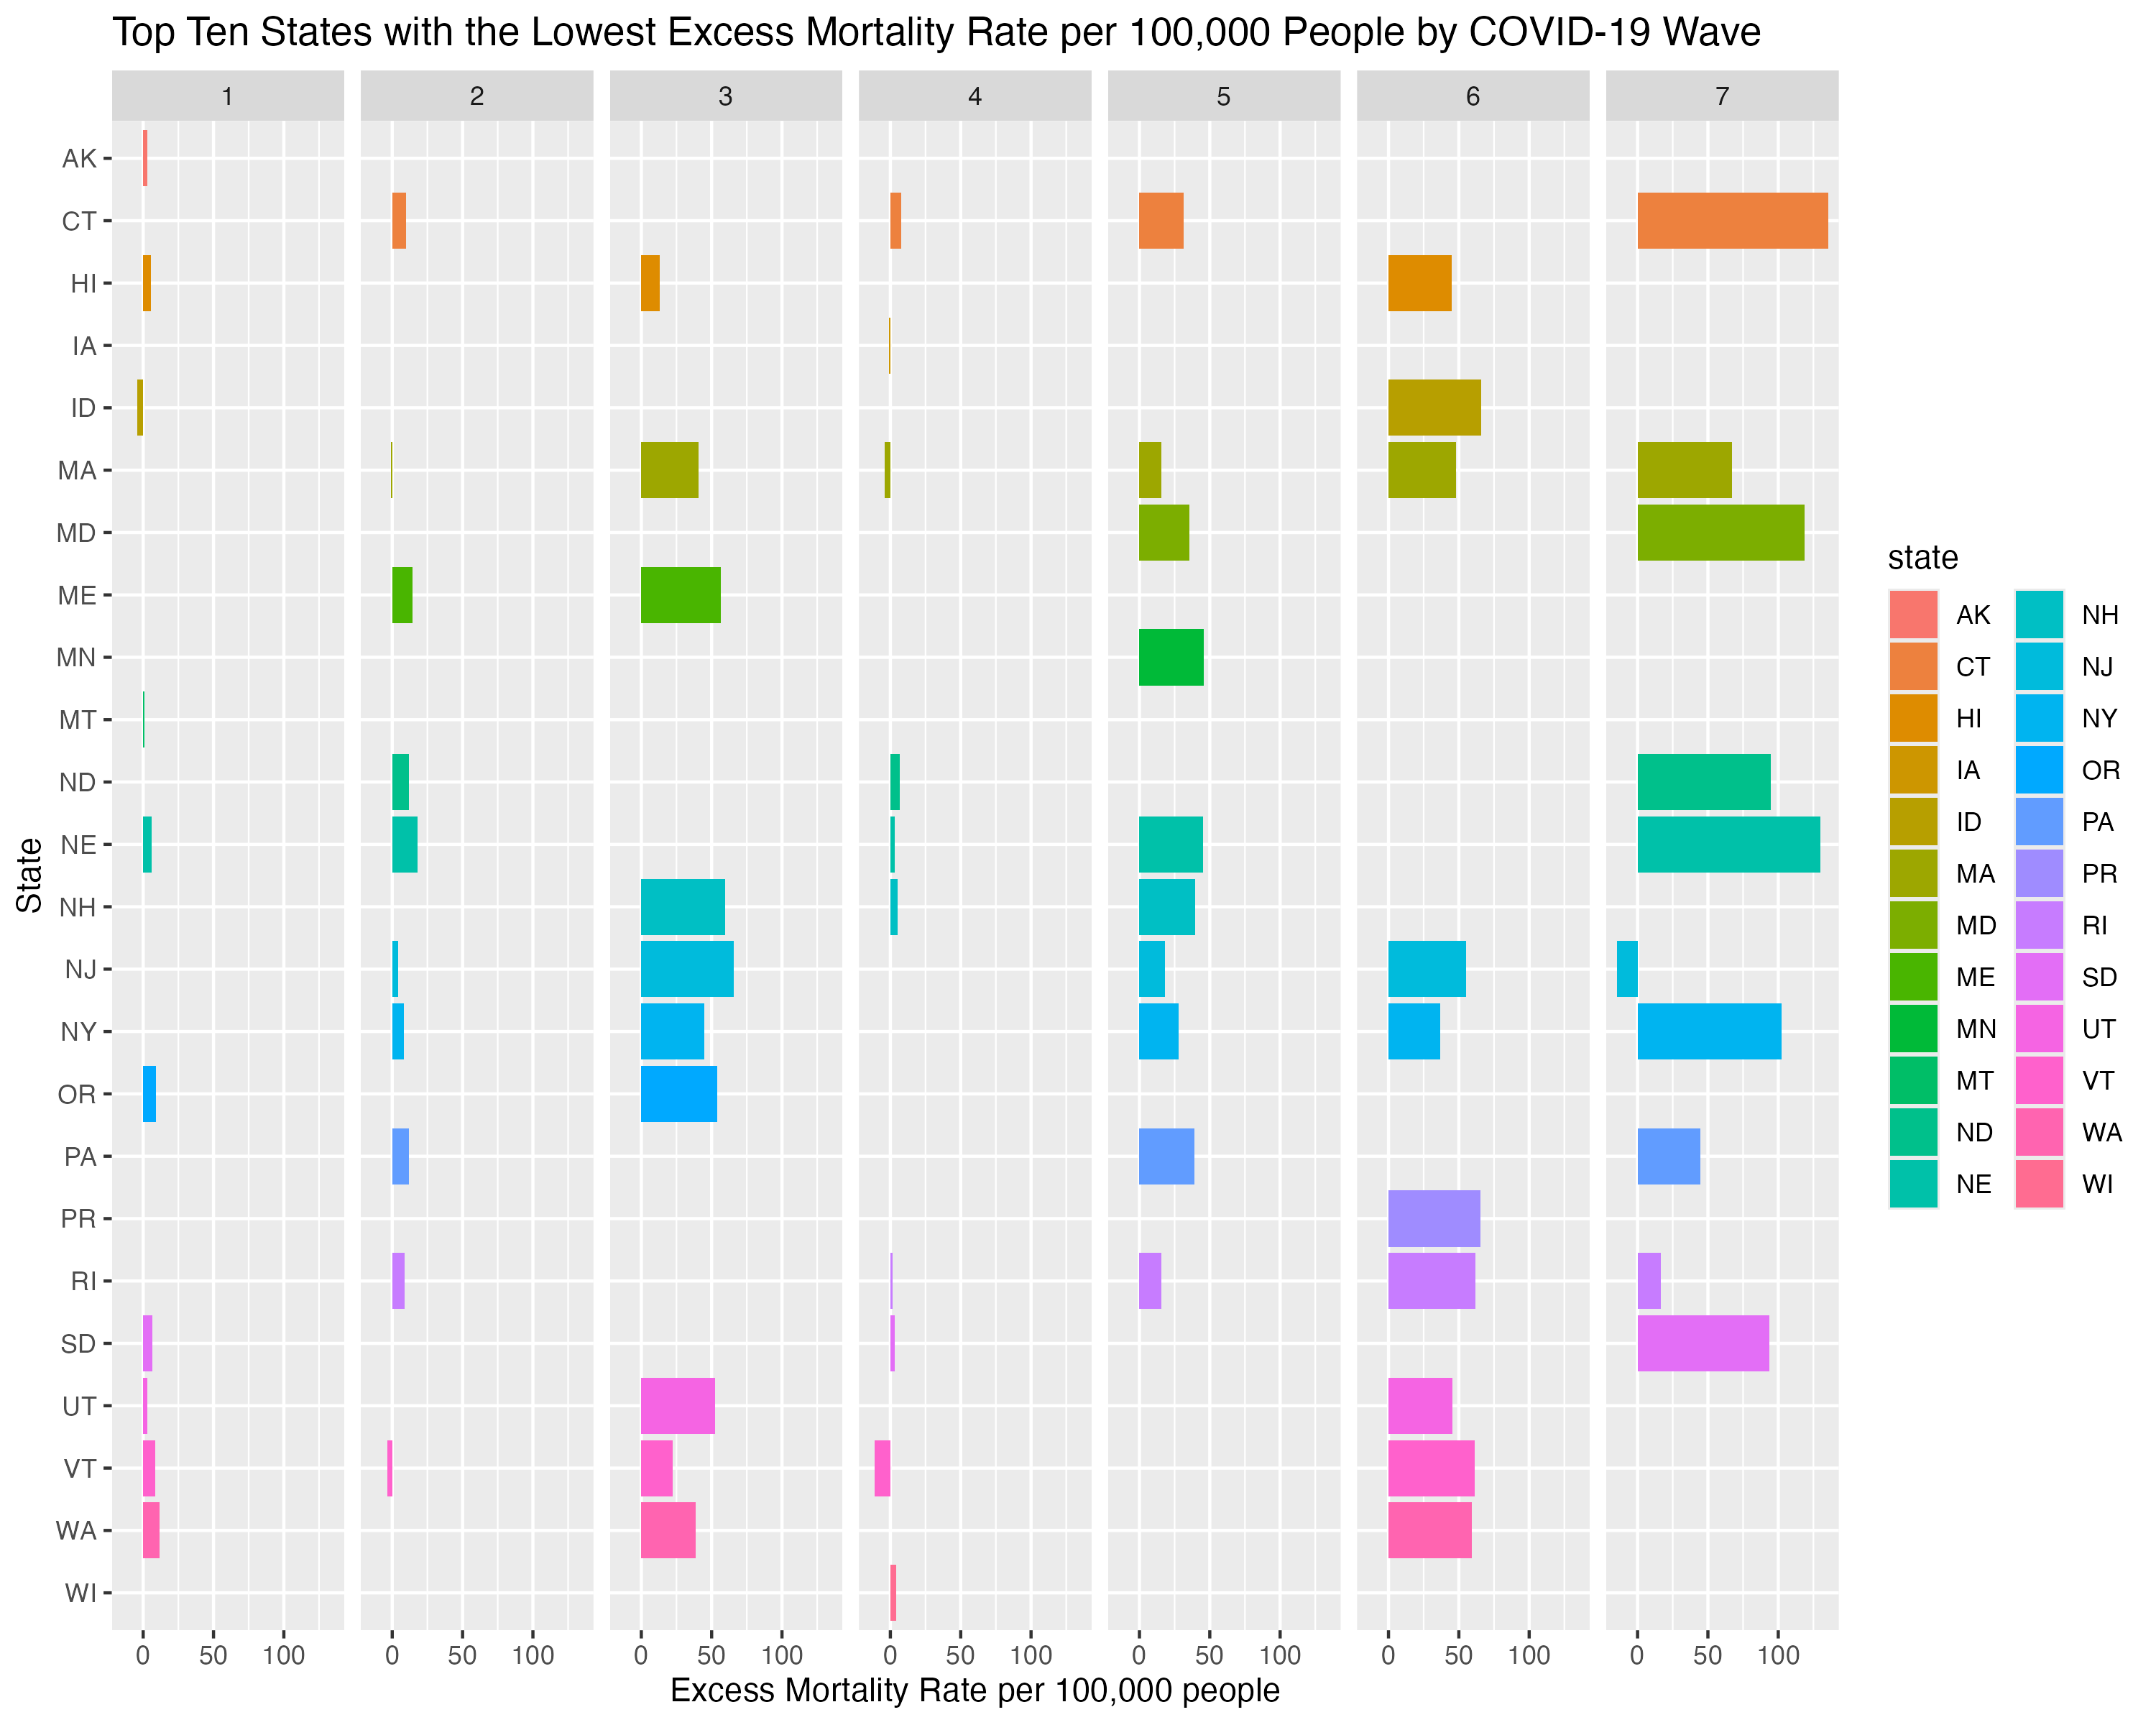 Top Ten States with the Lowest Excess Mortality Rate per 100,000 People by COVID-19 Wave
1 2 3 4 5 6 7
AK
CT
HI
IA
ID
MA
MD
ME
MN
MT
ND
NE
NH
NJ
NY
OR
PA
PR
RI
SD
UT
VT
WA
WI
State
0 50 100 0 50 100 0 50 100 0 50 100 0 50 100 0 50 100 0 50 100
Excess Mortality Rate per 100,000 people
state
AK NH
CT NJ
HI NY
IA OR
ID PA
MA PR
MD RI
ME SD
MN UT
MT VT
ND WA
NE WI